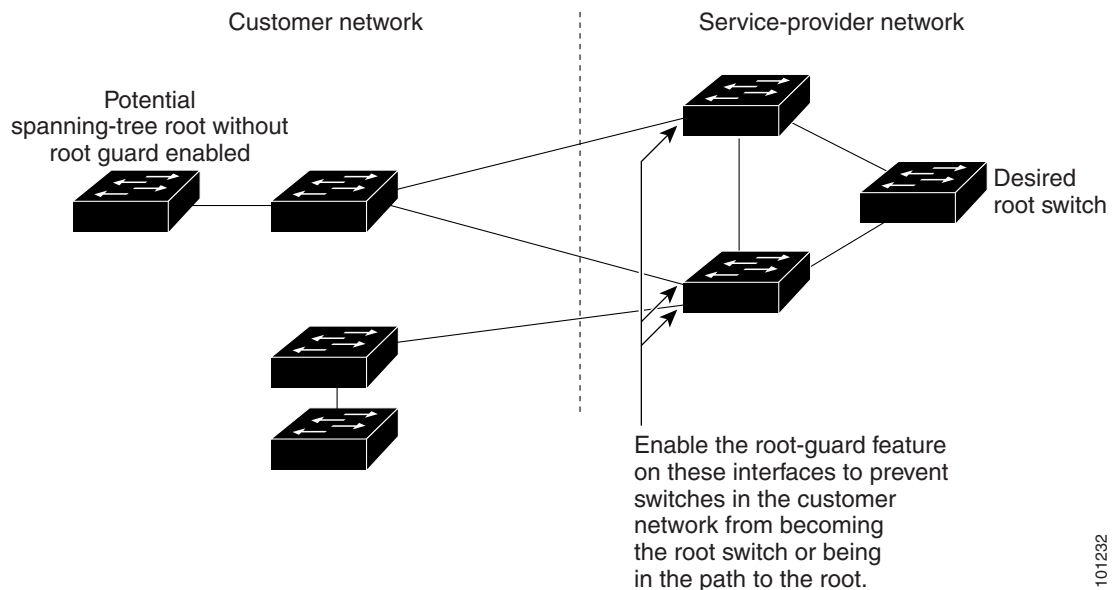 Customer network
Service-provider network
Potential
spanning-tree root without
root guard enabled
Desired
root switch
Enable the root-guard feature
on these interfaces to prevent
switches in the customer
network from becoming
the root switch or being
in the path to the root.
101232